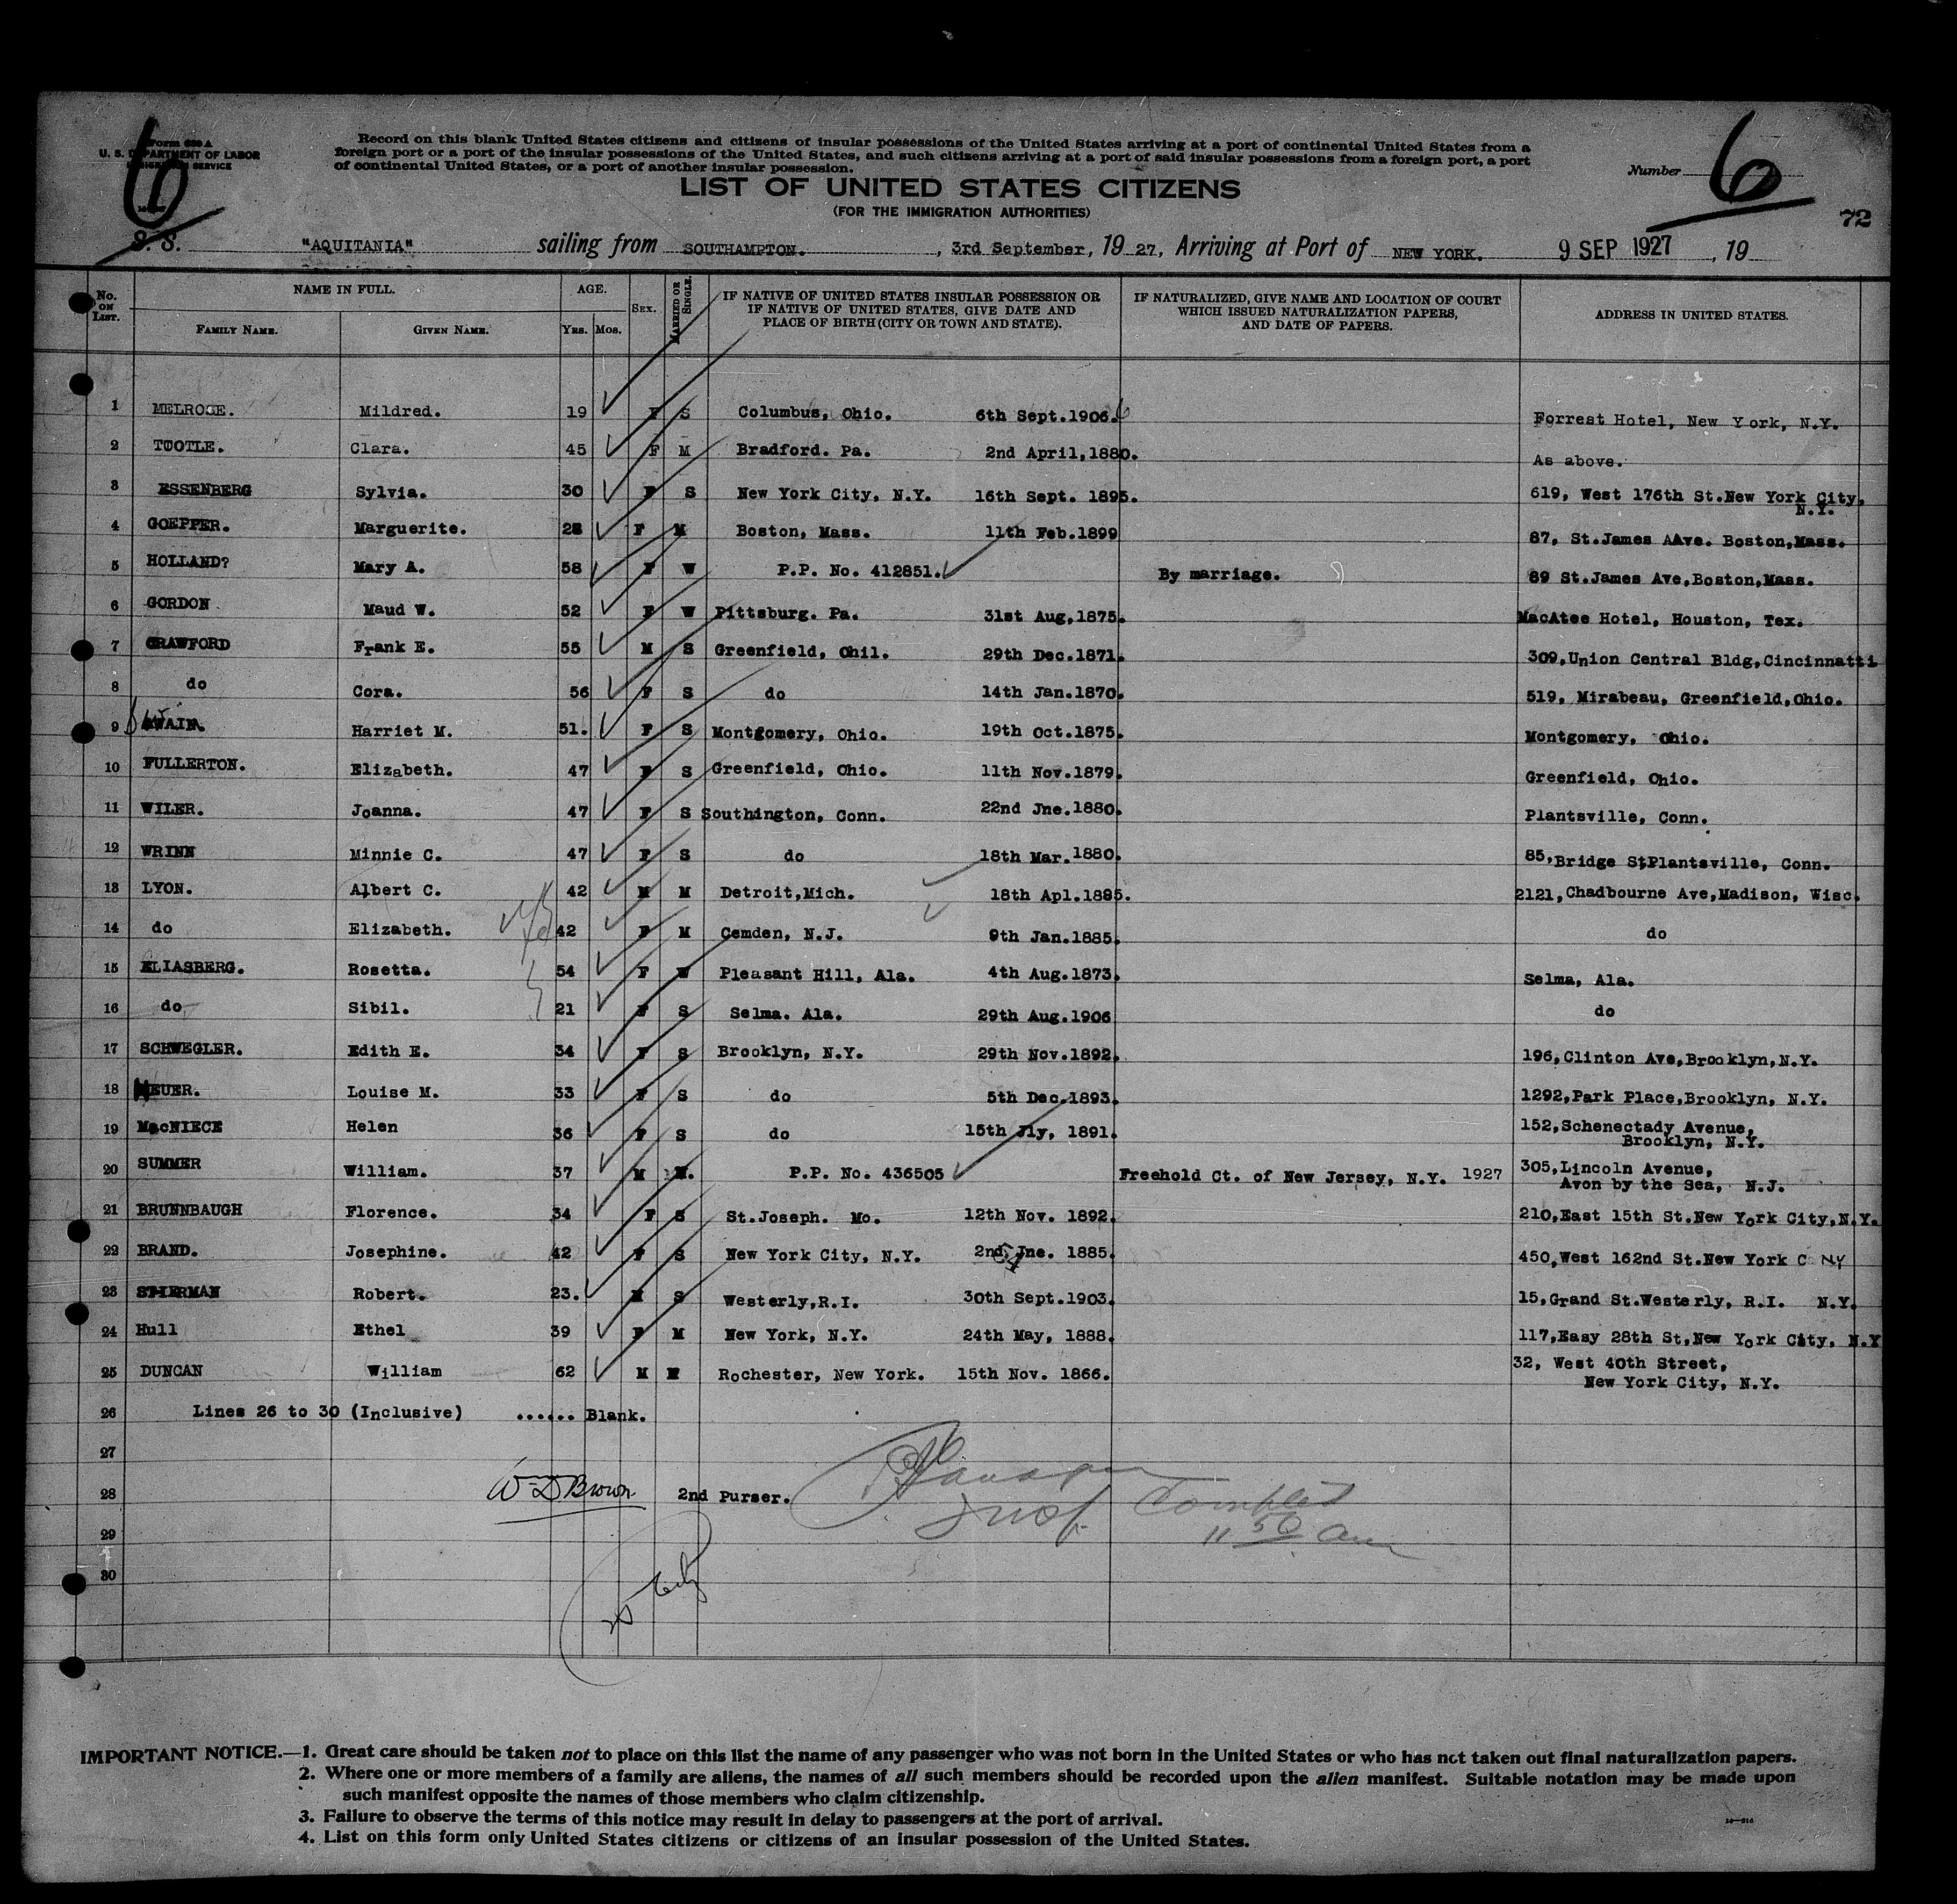 Form 630 A
U. S. DEPARTMENT OF LABOR
IMMIGRATION SERVICE
Record on this blank United States citizens and citizens of insular possessions of the United States arriving at a port of continental United States from a
foreign port or a port of the insular possessions of the United States, and such citizens arriving at a port of said insular possessions from a foreign port, a port
of continental United States, or a port of another insular possession.
6
Number 6
72
LIST OF UNITED STATES CITIZENS
(FOR THE IMMIGRATION AUTHORITIES)
S. S. "AQUITANIA" sailing from SOUTHAMPTON. , 3rd September, 19 27, Arriving at Port of NEW YORK. 9 SEP 1927 , 19
No. ON LIST. NAME IN FULL. FAMILY NAME. GIVEN NAME. AGE. YRS. MOS. SEX. MARRIED OR SINGLE. IF NATIVE OF UNITED STATES INSULAR POSSESSION OR IF NATIVE OF UNITED STATES, GIVE DATE AND PLACE OF BIRTH (CITY OR TOWN AND STATE). IF NATURALIZED, GIVE NAME AND LOCATION OF COURT WHICH ISSUED NATURALIZATION PAPERS, AND DATE OF PAPERS. ADDRESS IN UNITED STATES.
1 MELROSE. Mildred. 19 F S Columbus, Ohio. 6th Sept.1906. Forrest Hotel, New York, N.Y.
2 TOOTLE. Clara. 45 F M Bradford. Pa. 2nd April,1880. As above.
3 ESSENBERG Sylvia. 30 F S New York City, N.Y. 16th Sept. 1895. 619, West 176th St.New York City, N.Y.
4 GOEPPER. Marguerite. 28 F M Boston, Mass. 11th Feb.1899 87, St.James AAve. Boston,Mass.
5 HOLLAND? Mary A. 58 F W P.P. No. 412851. By marriage. 89 St.James Ave,Boston,Mass.
6 GORDON Maud W. 52 F W Pittsburg. Pa. 31st Aug,1875. MacAtee Hotel, Houston, Tex.
7 CRAWFORD Frank E. 55 M S Greenfield, Ohil. 29th Dec.1871. 309,Union Central Bldg,Cincinnatti
8 do Cora. 56 F S do 14th Jan.1870. 519, Mirabeau, Greenfield,Ohio.
9 SWAIN. Harriet M. 51. F S Montgomery, Ohio. 19th Oct.1875. Montgomery, Ohio.
10 FULLERTON. Elizabeth. 47 F S Greenfield, Ohio. 11th Nov.1879. Greenfield, Ohio.
11 WILER. Joanna. 47 F S Southington, Conn. 22nd Jne.1880. Plantsville, Conn.
12 WRINN Minnie C. 47 F S do 18th Mar.1880. 85,Bridge St,Plantsville, Conn.
13 LYON. Albert C. 42 M M Detroit,Mich. 18th Apl.1885. 2121,Chadbourne Ave,Madison, Wisc.
14 do Elizabeth. 42 F M Cemden, N.J. 9th Jan.1885. do
15 ELIASBERG. Rosetta. 54 F W Pleasant Hill, Ala. 4th Aug.1873. Selma, Ala.
16 do Sibil. 21 F S Selma. Ala. 29th Aug.1906 do
17 SCHWEGLER. Edith E. 34 F S Brooklyn, N.Y. 29th Nov.1892. 196,Clinton Ave,Brooklyn,N.Y.
18 MEUER. Louise M. 33 F S do 5th Dec.1893. 1292,Park Place,Brooklyn, N.Y.
19 MacNIECE Helen 36 F S do 15th Jly, 1891. 152,Schenectady Avenue, Brooklyn, N.Y.
20 SUMMER William. 37 M M. P.P. No. 436505 Freehold Ct. of New Jersey, N.Y. 1927 305,Lincoln Avenue, Avon by the Sea, N.J.
21 BRUNNBAUGH Florence. 34 F S St.Joseph. Mo. 12th Nov. 1892. 210,East 15th St.New York City,N.Y.
22 BRAND. Josephine. 42 F S New York City, N.Y. 2nd Jne. 1885. 450,West 162nd St.New York C NY
23 STIERMAN Robert. 23. M S Westerly,R.I. 30th Sept.1903. 15,Grand St.Westerly, R.I. N.Y.
24 Hull Ethel 39 F M New York, N.Y. 24th May, 1888. 117,Easy 28th St,New York City, N.Y
25 DUNCAN William 62 M M Rochester, New York. 15th Nov. 1866. 32, West 40th Street, New York City, N.Y.
26 Lines 26 to 30 (Inclusive) ...... Blank.
27
28 W D Brown 2nd Purser.
Insp. Completed
29 11 50 am
30
IMPORTANT NOTICE.—1. Great care should be taken not to place on this list the name of any passenger who was not born in the United States or who has not taken out final naturalization papers.
2. Where one or more members of a family are aliens, the names of all such members should be recorded upon the alien manifest. Suitable notation may be made upon
such manifest opposite the names of those members who claim citizenship.
3. Failure to observe the terms of this notice may result in delay to passengers at the port of arrival.
4. List on this form only United States citizens or citizens of an insular possession of the United States.